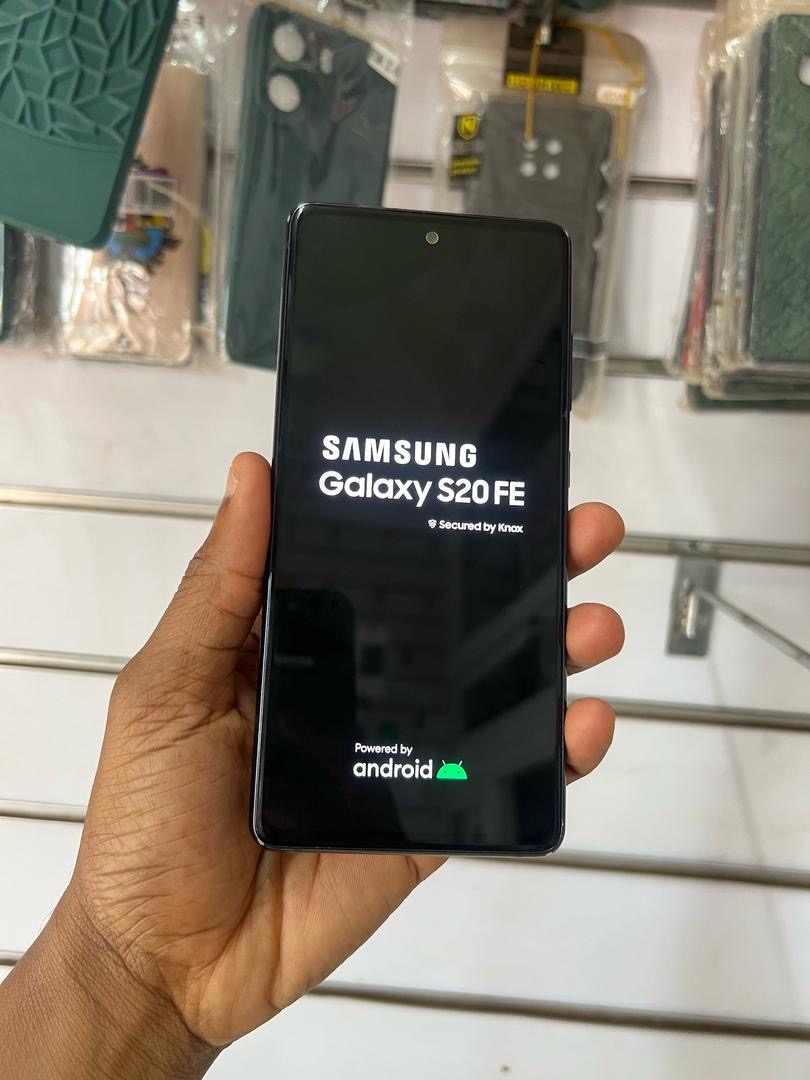 SAMSUNG
Galaxy S20 FE
Secured by Knox
Powered by
android